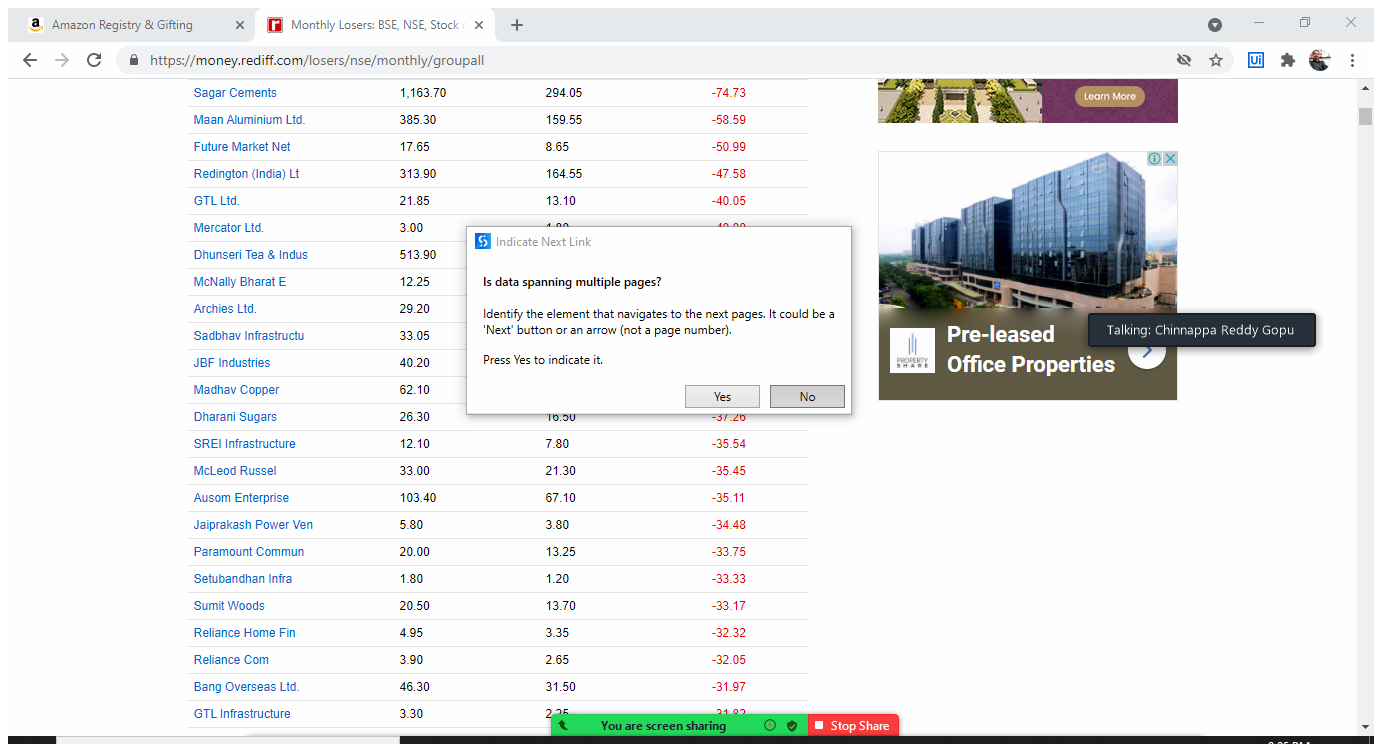 Amazon Registry & Gifting
Monthly Losers: BSE, NSE, Stock
https://money.rediff.com/losers/nse/monthly/groupall
Ui
Sagar Cements 1,163.70 294.05 -74.73
Maan Aluminium Ltd. 385.30 159.55 -58.59
Future Market Net 17.65 8.65 -50.99
Redington (India) Lt 313.90 164.55 -47.58
GTL Ltd. 21.85 13.10 -40.05
Mercator Ltd. 3.00
Dhunseri Tea & Indus 513.90
McNally Bharat E 12.25
Archies Ltd. 29.20
Sadbhav Infrastructu 33.05
JBF Industries 40.20
Madhav Copper 62.10
Dharani Sugars 26.30 16.50 -37.26
SREI Infrastructure 12.10 7.80 -35.54
McLeod Russel 33.00 21.30 -35.45
Ausom Enterprise 103.40 67.10 -35.11
Jaiprakash Power Ven 5.80 3.80 -34.48
Paramount Commun 20.00 13.25 -33.75
Setubandhan Infra 1.80 1.20 -33.33
Sumit Woods 20.50 13.70 -33.17
Reliance Home Fin 4.95 3.35 -32.32
Reliance Com 3.90 2.65 -32.05
Bang Overseas Ltd. 46.30 31.50 -31.97
GTL Infrastructure 3.30 2.25 -31.82
Indicate Next Link
Is data spanning multiple pages?
Identify the element that navigates to the next pages. It could be a
'Next' button or an arrow (not a page number).
Press Yes to indicate it.
Yes No
Learn More
PROPERTY
SHARE
Pre-leased
Office Properties
Talking: Chinnappa Reddy Gopu
You are screen sharing
Stop Share